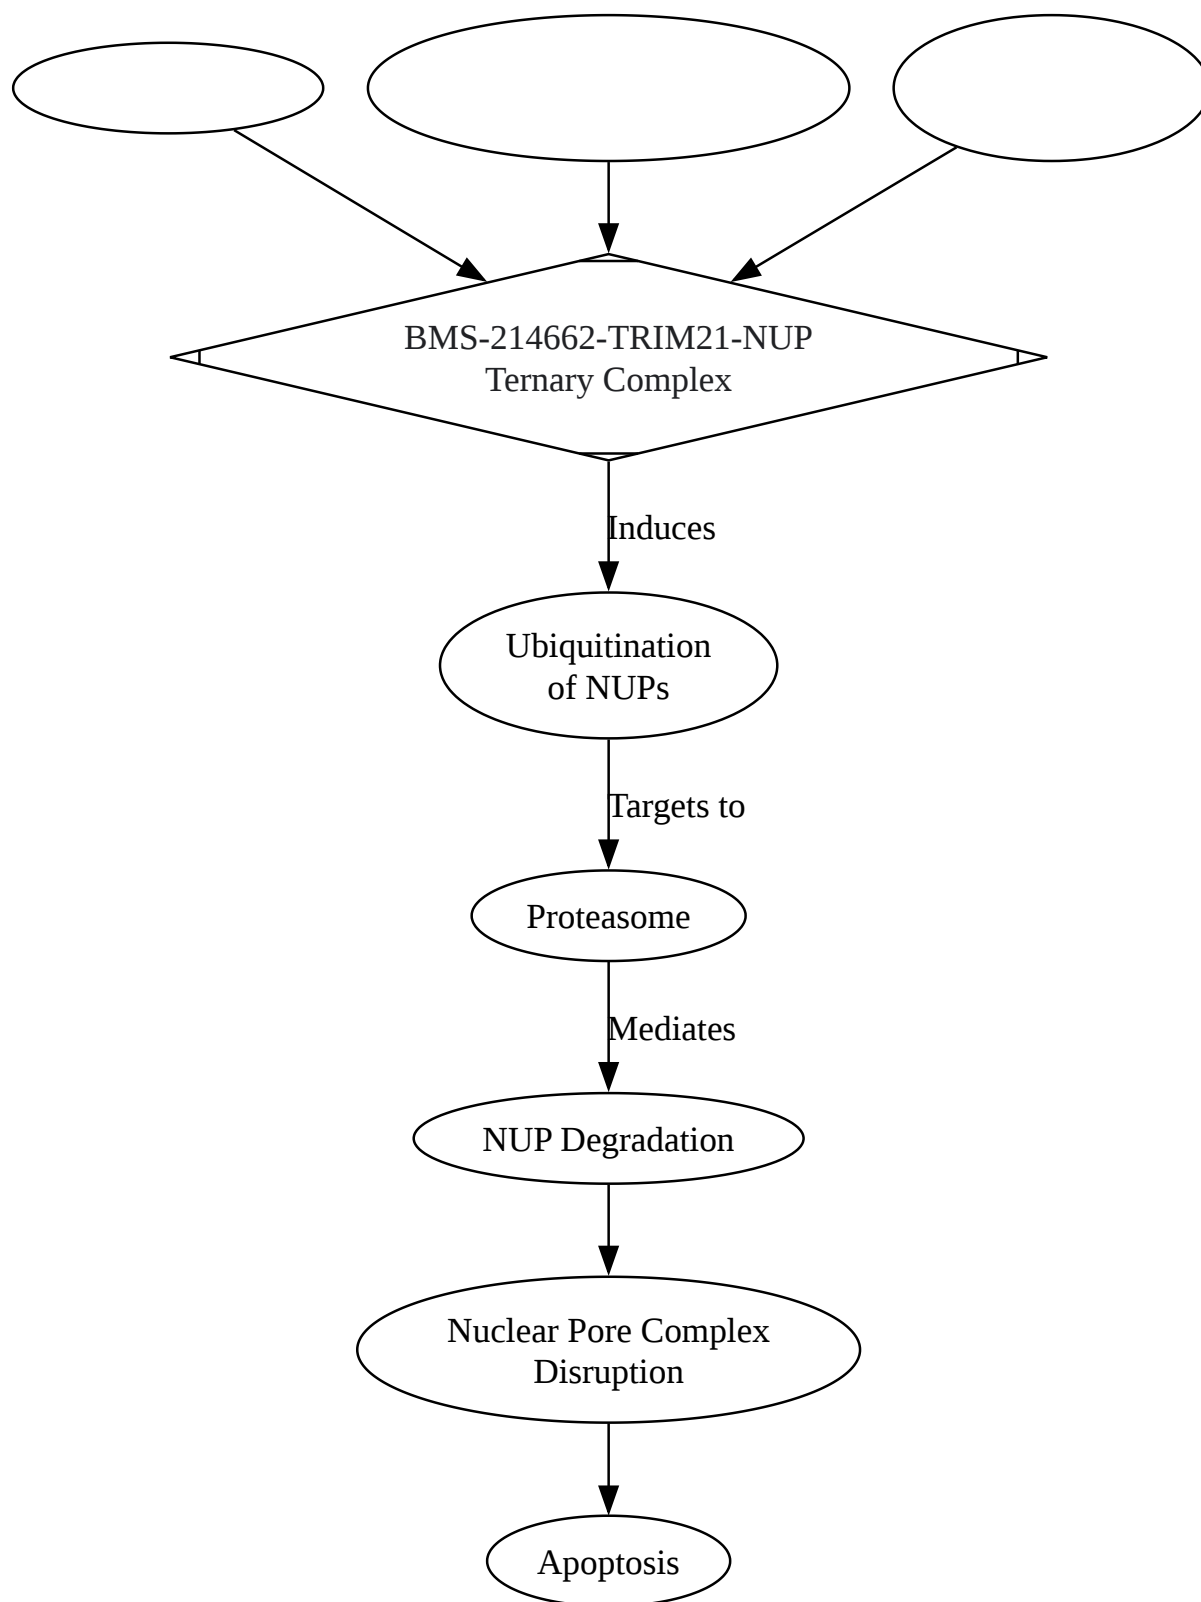 BMS-214662-TRIM21-NUP
Ternary Complex
Induces
Ubiquitination
of NUPs
Targets to
Proteasome
Mediates
NUP Degradation
Nuclear Pore Complex
Disruption
Apoptosis